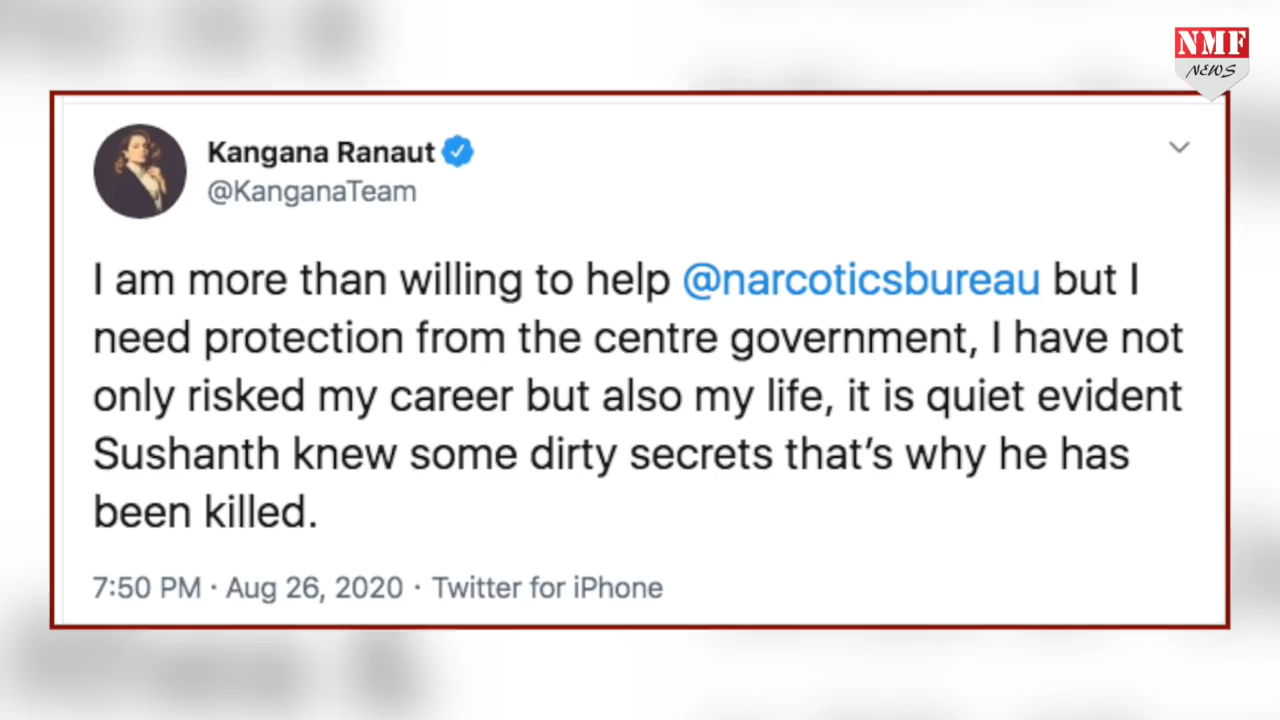 NMF
NEWS
Kangana Ranaut
@KanganaTeam
I am more than willing to help @narcoticsbureau but I
need protection from the centre government, I have not
only risked my career but also my life, it is quiet evident
Sushanth knew some dirty secrets that’s why he has
been killed.
7:50 PM · Aug 26, 2020 · Twitter for iPhone